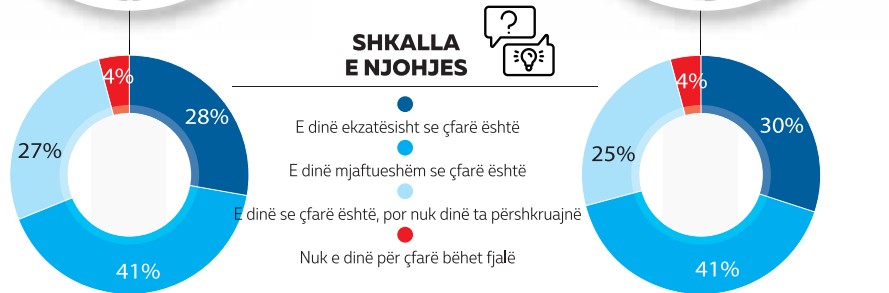 SHKALLA
E NJOHJES
?
4%
28%
27%
41%
E dinë ekzatësisht se çfarë është
E dinë mjaftueshëm se çfarë është
E dinë se çfarë është, por nuk dinë ta përshkruajnë
Nuk e dinë për çfarë bëhet fjalë
4%
30%
25%
41%